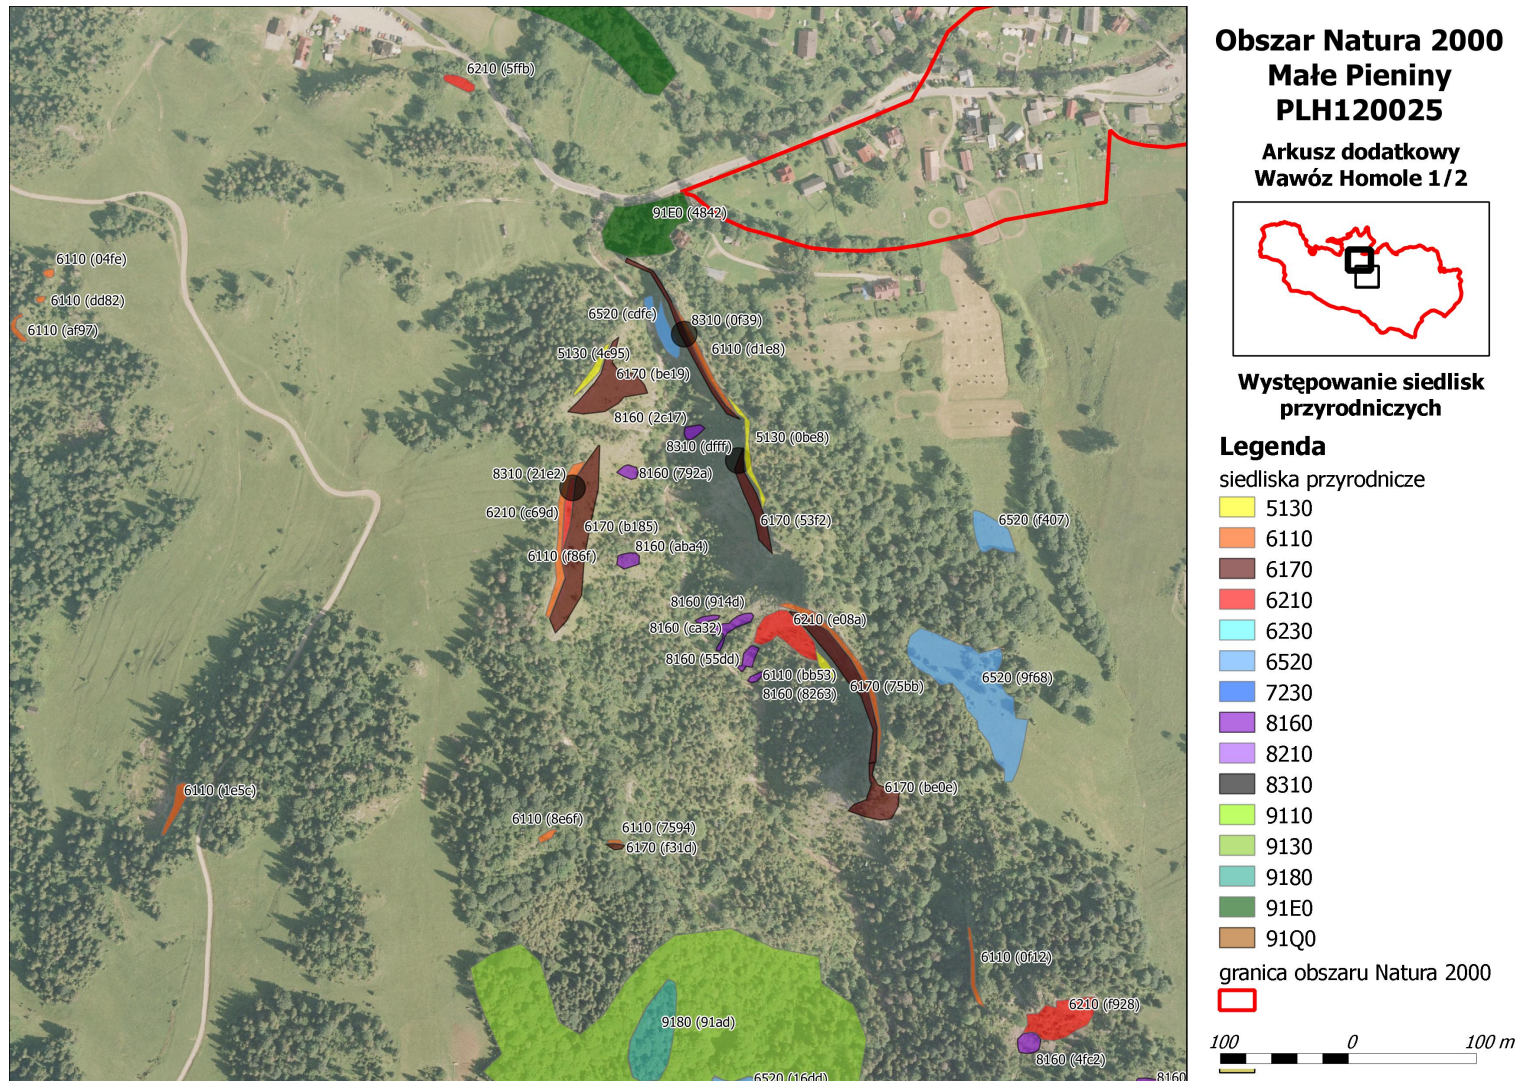 Obszar Natura 2000
Małe Pieniny
PLH120025
Arkusz dodatkowy
Wawóz Homole 1/2
Występowanie siedlisk
przyrodniczych
Legenda
siedliska przyrodnicze
5130
6110
6170
6210
6230
6520
7230
8160
8210
8310
9110
9130
9180
91E0
91Q0
granica obszaru Natura 2000
100 0 100 m
6210 (5ffb)
91E0 (4842)
6110 (04fe)
6110 (dd82)
6110 (af97)
6520 (cdfc)
8310 (0f39)
6110 (d1e8)
5130 (4c95)
6170 (be19)
8160 (2c17)
8310 (dfff)
5130 (0be8)
8310 (21e2)
8160 (792a)
6210 (c69d)
6170 (b185)
6170 (53f2)
6520 (f407)
8160 (aba4)
6110 (f86f)
8160 (914d)
8160 (ca32)
6210 (e08a)
8160 (55dd)
6110 (bb53)
8160 (8263)
6170 (75bb)
6520 (9f68)
6170 (be0e)
6110 (1e5c)
6110 (8e6f)
6110 (7594)
6170 (f31d)
6110 (0f12)
6210 (f928)
9180 (91ad)
8160 (4fc2)
6520 (16dd)
8160